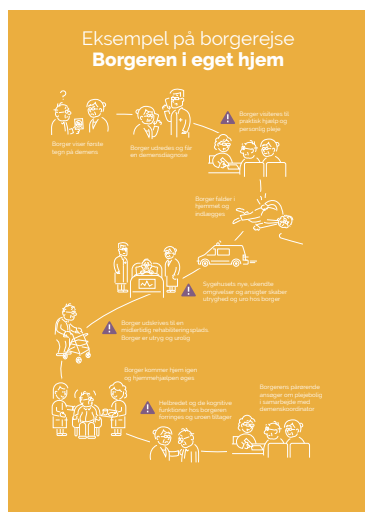 Eksempel på borgerejse
Borgeren i eget hjem
?
Borger viser første
tegn på demens
Borger udredes og får
en demensdiagnose
Borger visiteres til
praktisk hjælp og
personlig pleje
Borger falder i
hjemmet og
indlægges
Sygehusets nye, ukendte
omgivelser og ansigter skaber
utryghed og uro hos borger
Borger udskrives til en
midlertidig rehabiliteringsplads.
Borger er utryg og urolig
Borger kommer hjem igen
og hjemmehjælpen øges
Helbredet og de kognitive
funktioner hos borgeren
forringes og uroen tiltager
Borgerens pårørende
ansøger om plejebolig
i samarbejde med
demenskoordinator